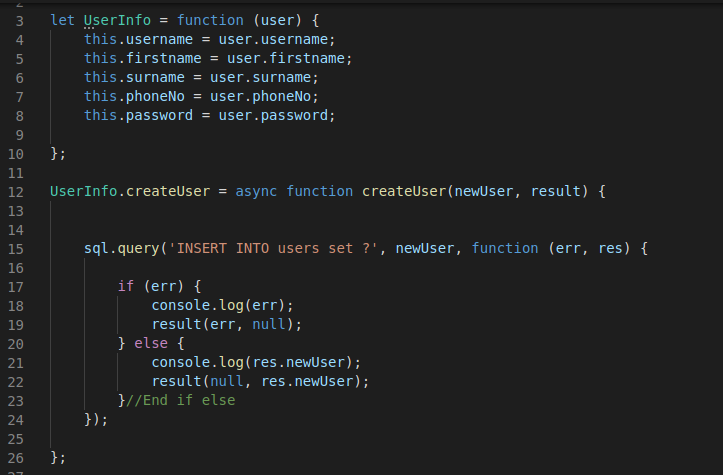 3 let UserInfo = function (user) {
4 this.username = user.username;
5 this.firstname = user.firstname;
6 this.surname = user.surname;
7 this.phoneNo = user.phoneNo;
8 this.password = user.password;
9
10 };
11
12 UserInfo.createUser = async function createUser(newUser, result) {
13
14
15 sql.query('INSERT INTO users set ?', newUser, function (err, res) {
16
17 if (err) {
18 console.log(err);
19 result(err, null);
20 } else {
21 console.log(res.newUser);
22 result(null, res.newUser);
23 }//End if else
24 });
25
26 };